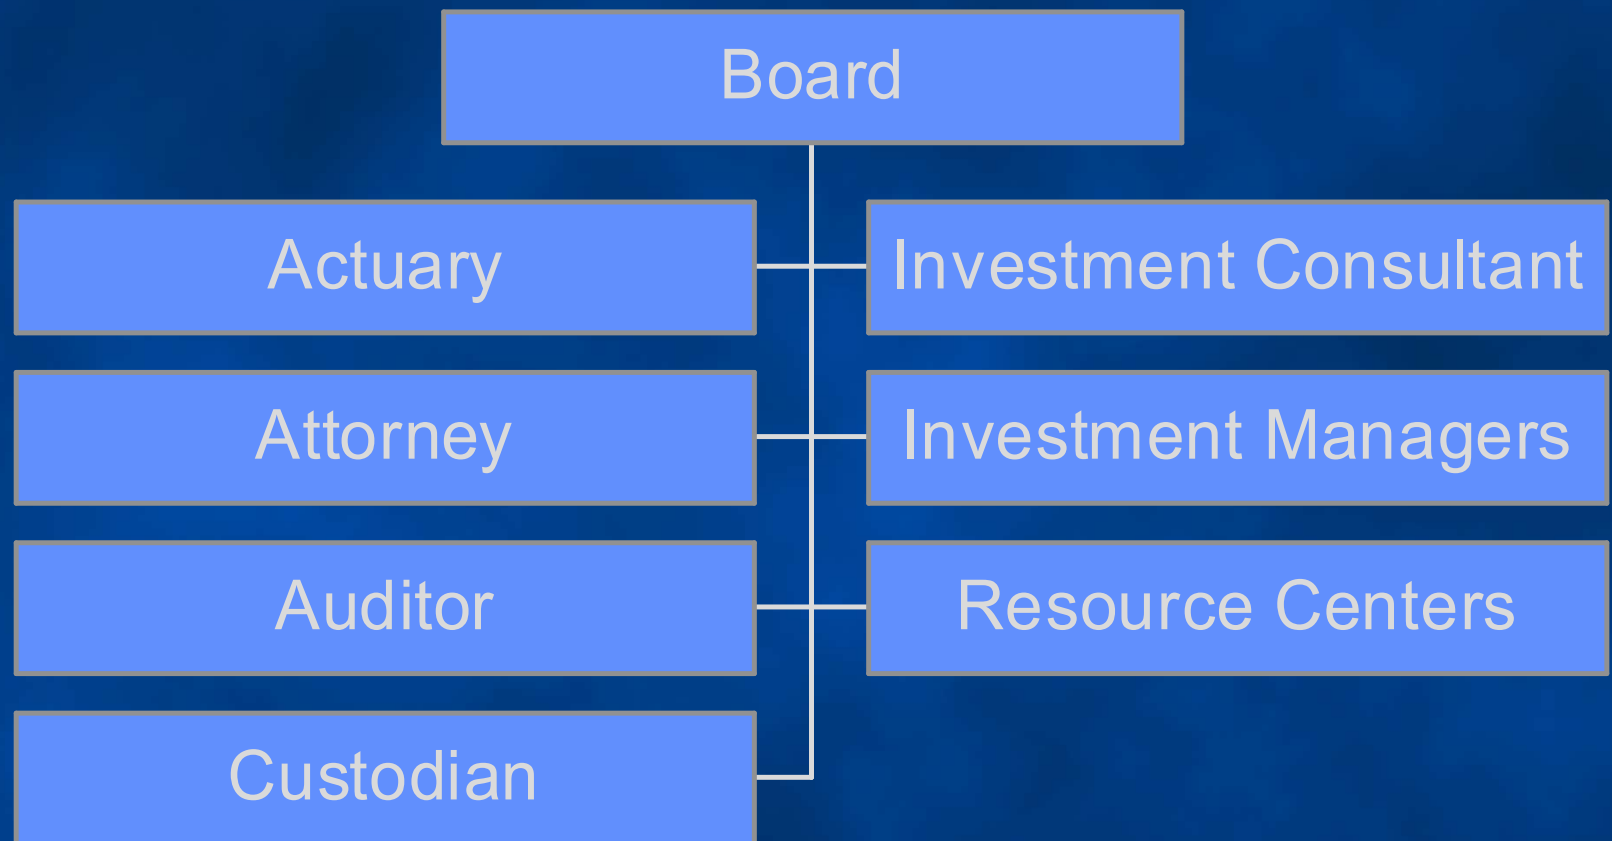 Board
Actuary
Investment Consultant
Attorney
Investment Managers
Auditor
Resource Centers
Custodian